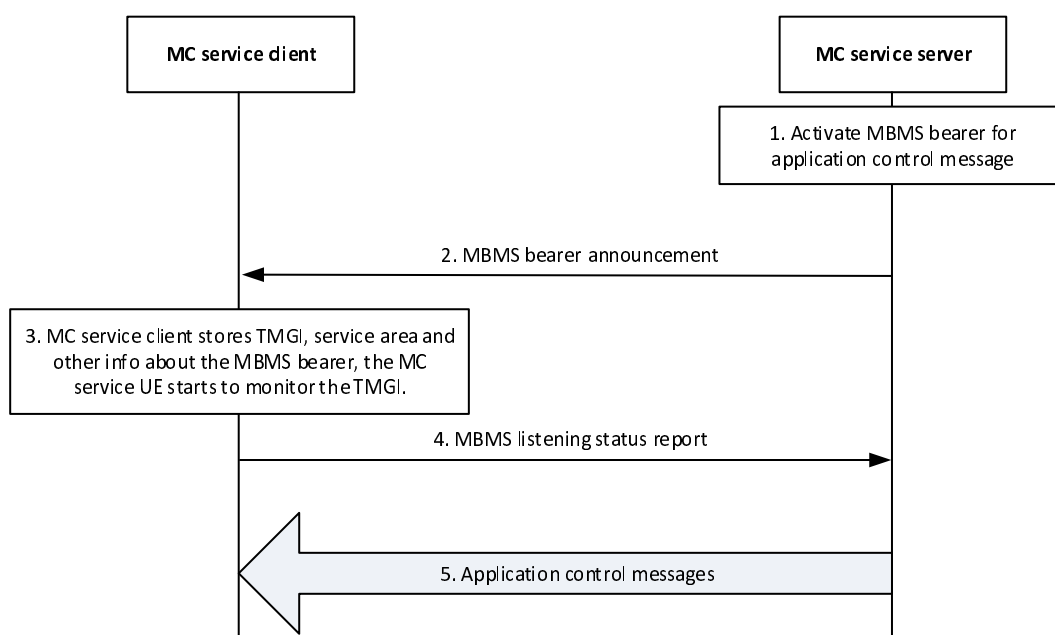 MC service client
MC service server
1. Activate MBMS bearer for
application control message
2. MBMS bearer announcement
3. MC service client stores TMGI, service area and
other info about the MBMS bearer, the MC
service UE starts to monitor the TMGI.
4. MBMS listening status report
5. Application control messages